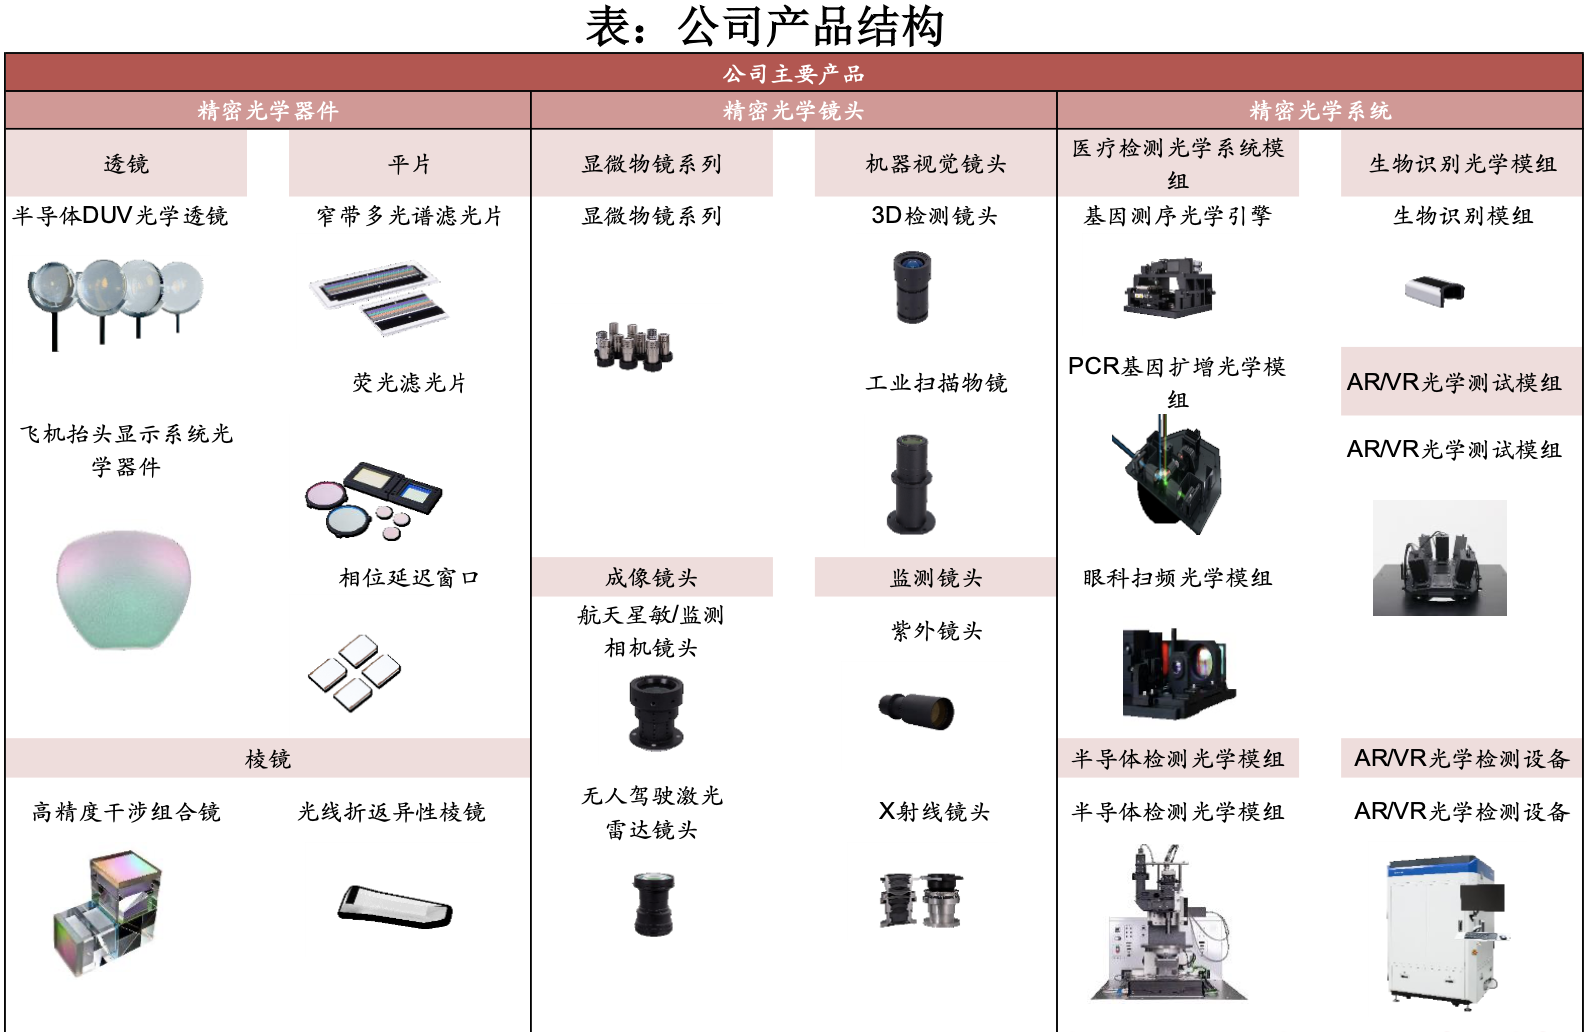 表：公司产品结构
公司主要产品
精密光学器件
精密光学镜头
精密光学系统
透镜
平片
显微物镜系列
机器视觉镜头
医疗检测光学系统模
组
生物识别光学模组
半导体DUV光学透镜
窄带多光谱滤光片
显微物镜系列
3D检测镜头
基因测序光学引擎
生物识别模组
荧光滤光片
工业扫描物镜
PCR基因扩增光学模
组
AR/VR光学测试模组
飞机抬头显示系统光
学器件
AR/VR光学测试模组
相位延迟窗口
成像镜头
监测镜头
眼科扫频光学模组
航天星敏/监测
相机镜头
紫外镜头
棱镜
半导体检测光学模组
AR/VR光学检测设备
高精度干涉组合镜
光线折返异性棱镜
无人驾驶激光
雷达镜头
X射线镜头
半导体检测光学模组
AR/VR光学检测设备